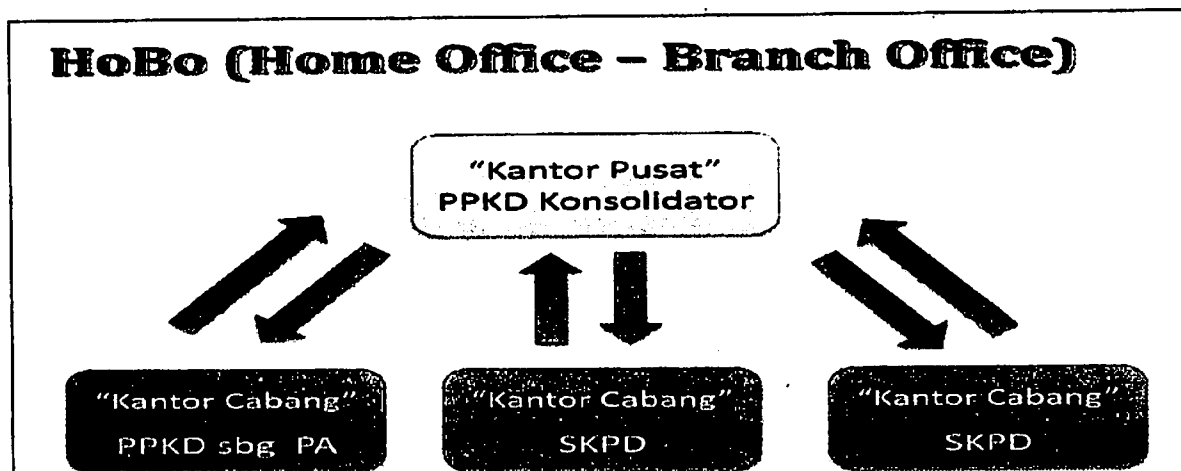 HoBo (Home Office – Branch Office)
“Kantor Pusat”
PPKD Konsolidator
“Kantor Cabang”
PPKD sbg PA
“Kantor Cabang”
SKPD
“Kantor Cabang”
SKPD